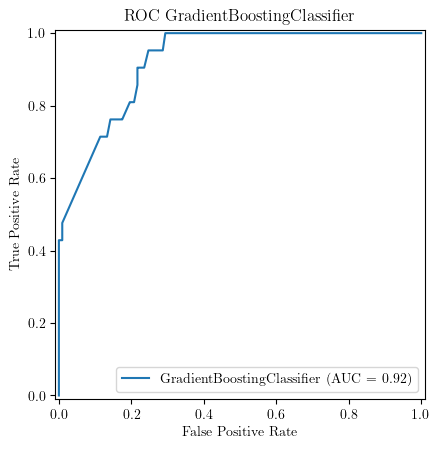 ROC GradientBoostingClassifier
1.0
0.8
0.6
0.4
0.2
0.0
True Positive Rate
GradientBoostingClassifier (AUC = 0.92)
0.0 0.2 0.4 0.6 0.8 1.0
False Positive Rate